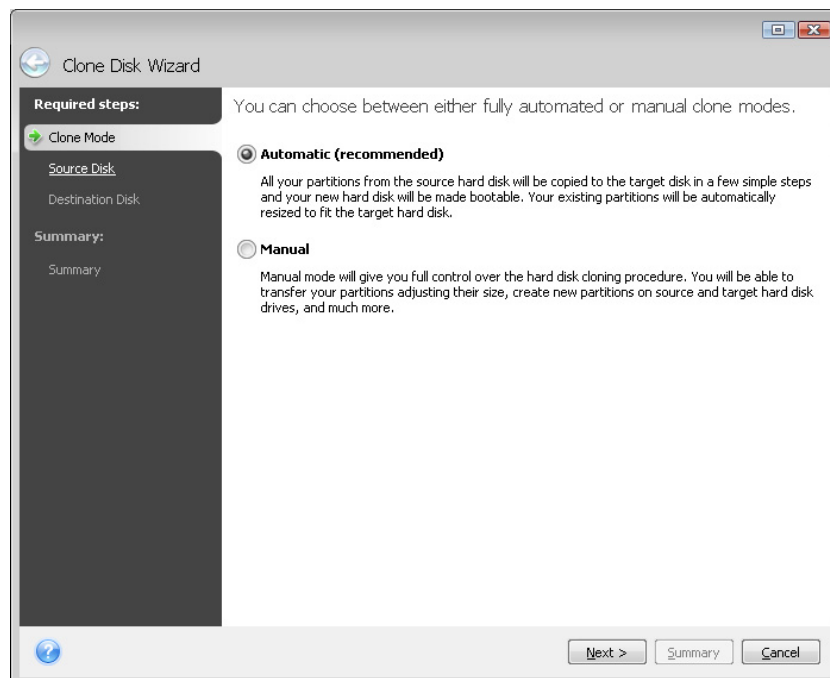 Clone Disk Wizard
Required steps:
Clone Mode
Source Disk
Destination Disk
Summary:
Summary
You can choose between either fully automated or manual clone modes.
Automatic (recommended)
All your partitions from the source hard disk will be copied to the target disk in a few simple steps
and your new hard disk will be made bootable. Your existing partitions will be automatically
resized to fit the target hard disk.
Manual
Manual mode will give you full control over the hard disk cloning procedure. You will be able to
transfer your partitions adjusting their size, create new partitions on source and target hard disk
drives, and much more.
?
Next >
Summary
Cancel